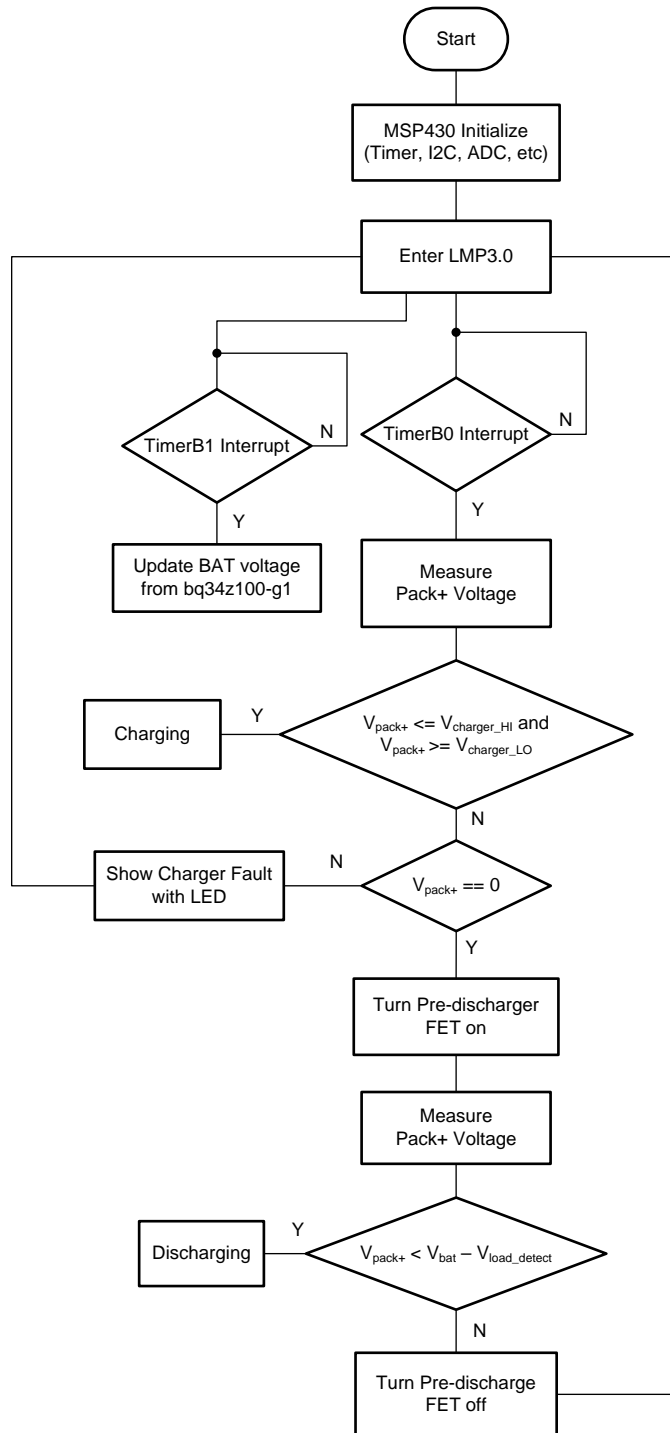 Start
MSP430 Initialize
(Timer, I2C, ADC, etc)
Enter LMP3.0
TimerB1 Interrupt
N
TimerB0 Interrupt
N
Y
Y
Update BAT voltage
from bq34z100-g1
Measure
Pack+ Voltage
Charging
Y
Vpack+ <= Vcharger_HI and
Vpack+ >= Vcharger_LO
N
Show Charger Fault
with LED
N
Vpack+ == 0
Y
Turn Pre-discharger
FET on
Measure
Pack+ Voltage
Discharging
Y
Vpack+ < Vbat – Vload_detect
N
Turn Pre-discharge
FET off